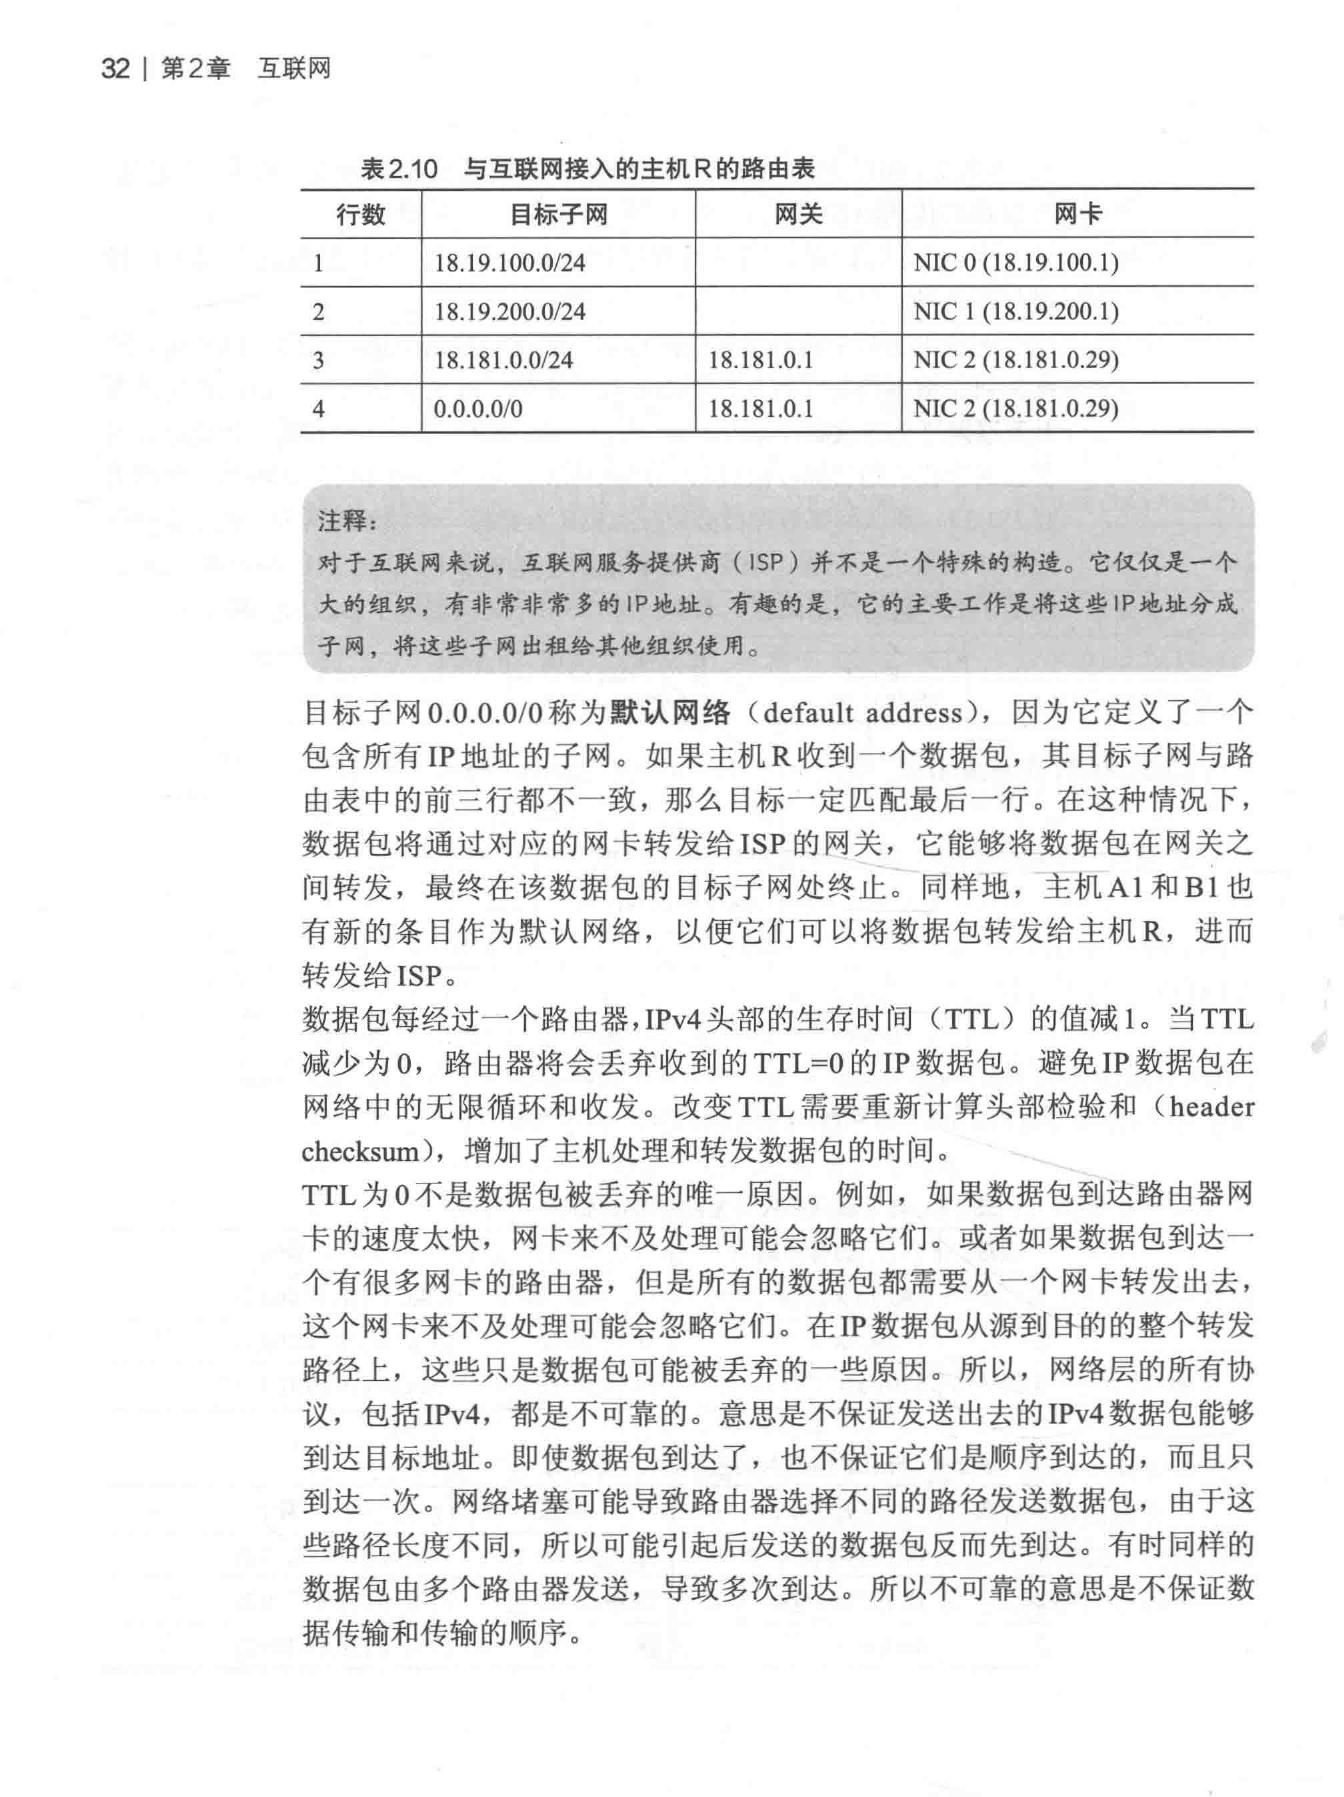 32 | 第2章 互联网
表2.10 与互联网接入的主机R的路由表
行数 目标子网 网关 网卡
1 18.19.100.0/24 NIC 0 (18.19.100.1)
2 18.19.200.0/24 NIC 1 (18.19.200.1)
3 18.181.0.0/24 18.181.0.1 NIC 2 (18.181.0.29)
4 0.0.0.0/0 18.181.0.1 NIC 2 (18.181.0.29)
注释：
对于互联网来说，互联网服务提供商（ISP）并不是一个特殊的构造。它仅仅是一个
大的组织，有非常非常多的IP地址。有趣的是，它的主要工作是将这些IP地址分成
子网，将这些子网出租给其他组织使用。
目标子网0.0.0.0/0称为默认网络（default address），因为它定义了一个
包含所有IP地址的子网。如果主机R收到一个数据包，其目标子网与路
由表中的前三行都不一致，那么目标一定匹配最后一行。在这种情况下，
数据包将通过对应的网卡转发给ISP的网关，它能够将数据包在网关之
间转发，最终在该数据包的目标子网处终止。同样地，主机A1和B1也
有新的条目作为默认网络，以便它们可以将数据包转发给主机R，进而
转发给ISP。
数据包每经过一个路由器，IPv4头部的生存时间（TTL）的值减1。当TTL
减少为0，路由器将会丢弃收到的TTL=0的IP数据包。避免IP数据包在
网络中的无限循环和收发。改变TTL需要重新计算头部检验和（header
checksum），增加了主机处理和转发数据包的时间。
TTL为0不是数据包被丢弃的唯一原因。例如，如果数据包到达路由器网
卡的速度太快，网卡来不及处理可能会忽略它们。或者如果数据包到达一
个有很多网卡的路由器，但是所有的数据包都需要从一个网卡转发出去，
这个网卡来不及处理可能会忽略它们。在IP数据包从源到目的的整个转发
路径上，这些只是数据包可能被丢弃的一些原因。所以，网络层的所有协
议，包括IPv4，都是不可靠的。意思是不保证发送出去的IPv4数据包能够
到达目标地址。即使数据包到达了，也不保证它们是顺序到达的，而且只
到达一次。网络堵塞可能导致路由器选择不同的路径发送数据包，由于这
些路径长度不同，所以可能引起后发送的数据包反而先到达。有时同样的
数据包由多个路由器发送，导致多次到达。所以不可靠的意思是不保证数
据传输和传输的顺序。